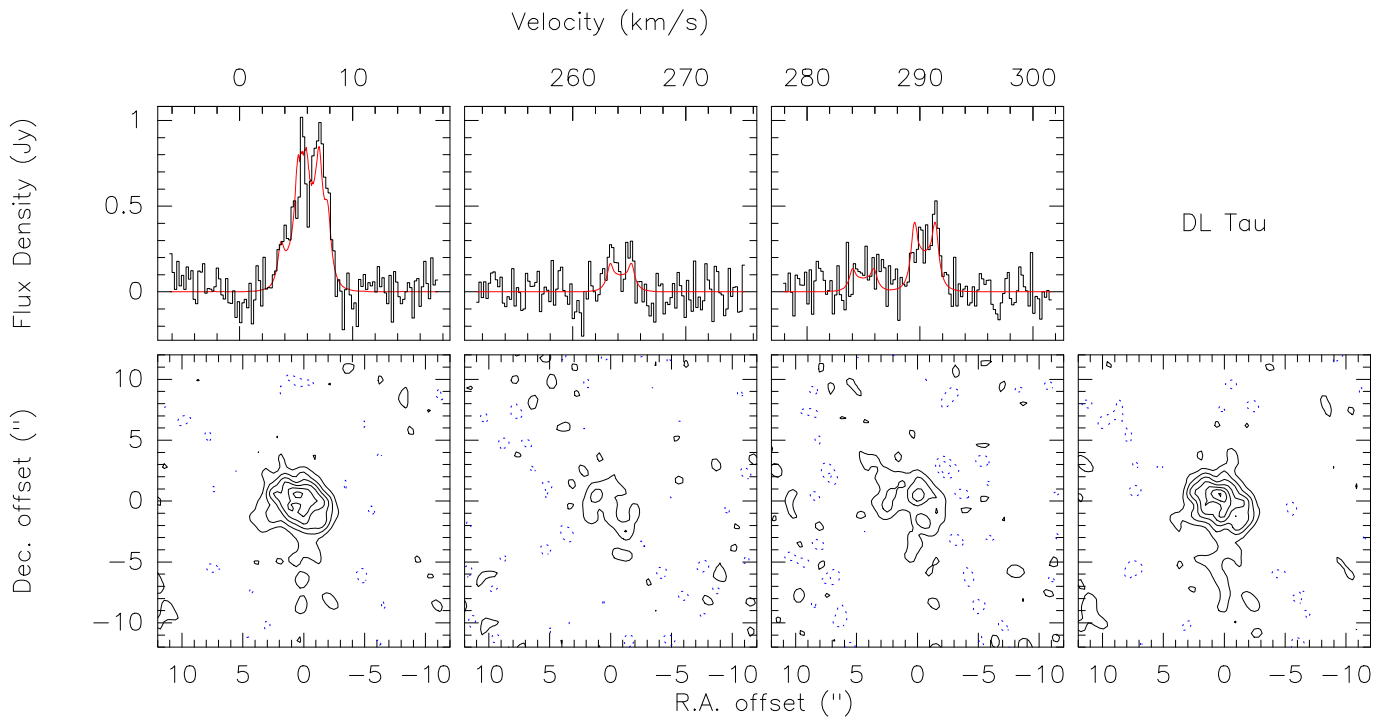 Velocity (km/s)
0 10 260 270 280 290 300
Flux Density (Jy)
1
0.5
0
DL Tau
Dec. offset (")
10
5
0
−5
−10
10 5 0 −5 −10 10 5 0 −5 −10 10 5 0 −5 −10 10 5 0 −5 −10
R.A. offset (")